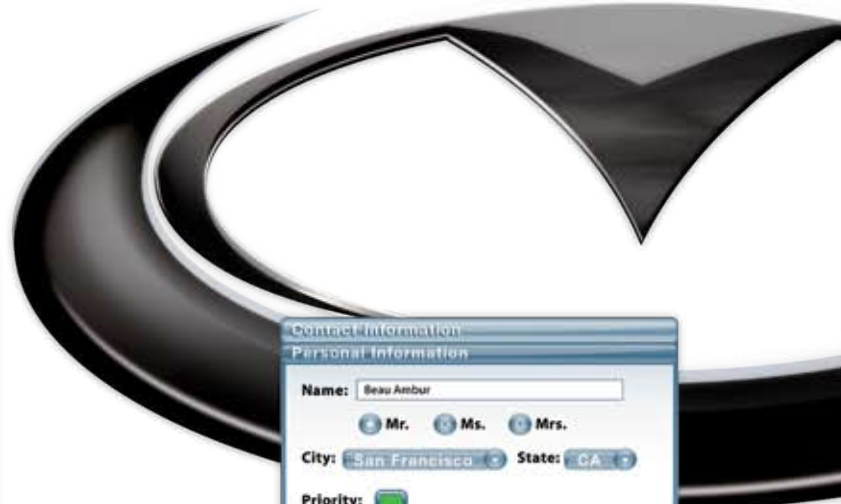 Contact Information
Personal Information
Name: Beau Ambur
Mr. Ms. Mrs.
City: San Francisco State: CA
Priority: